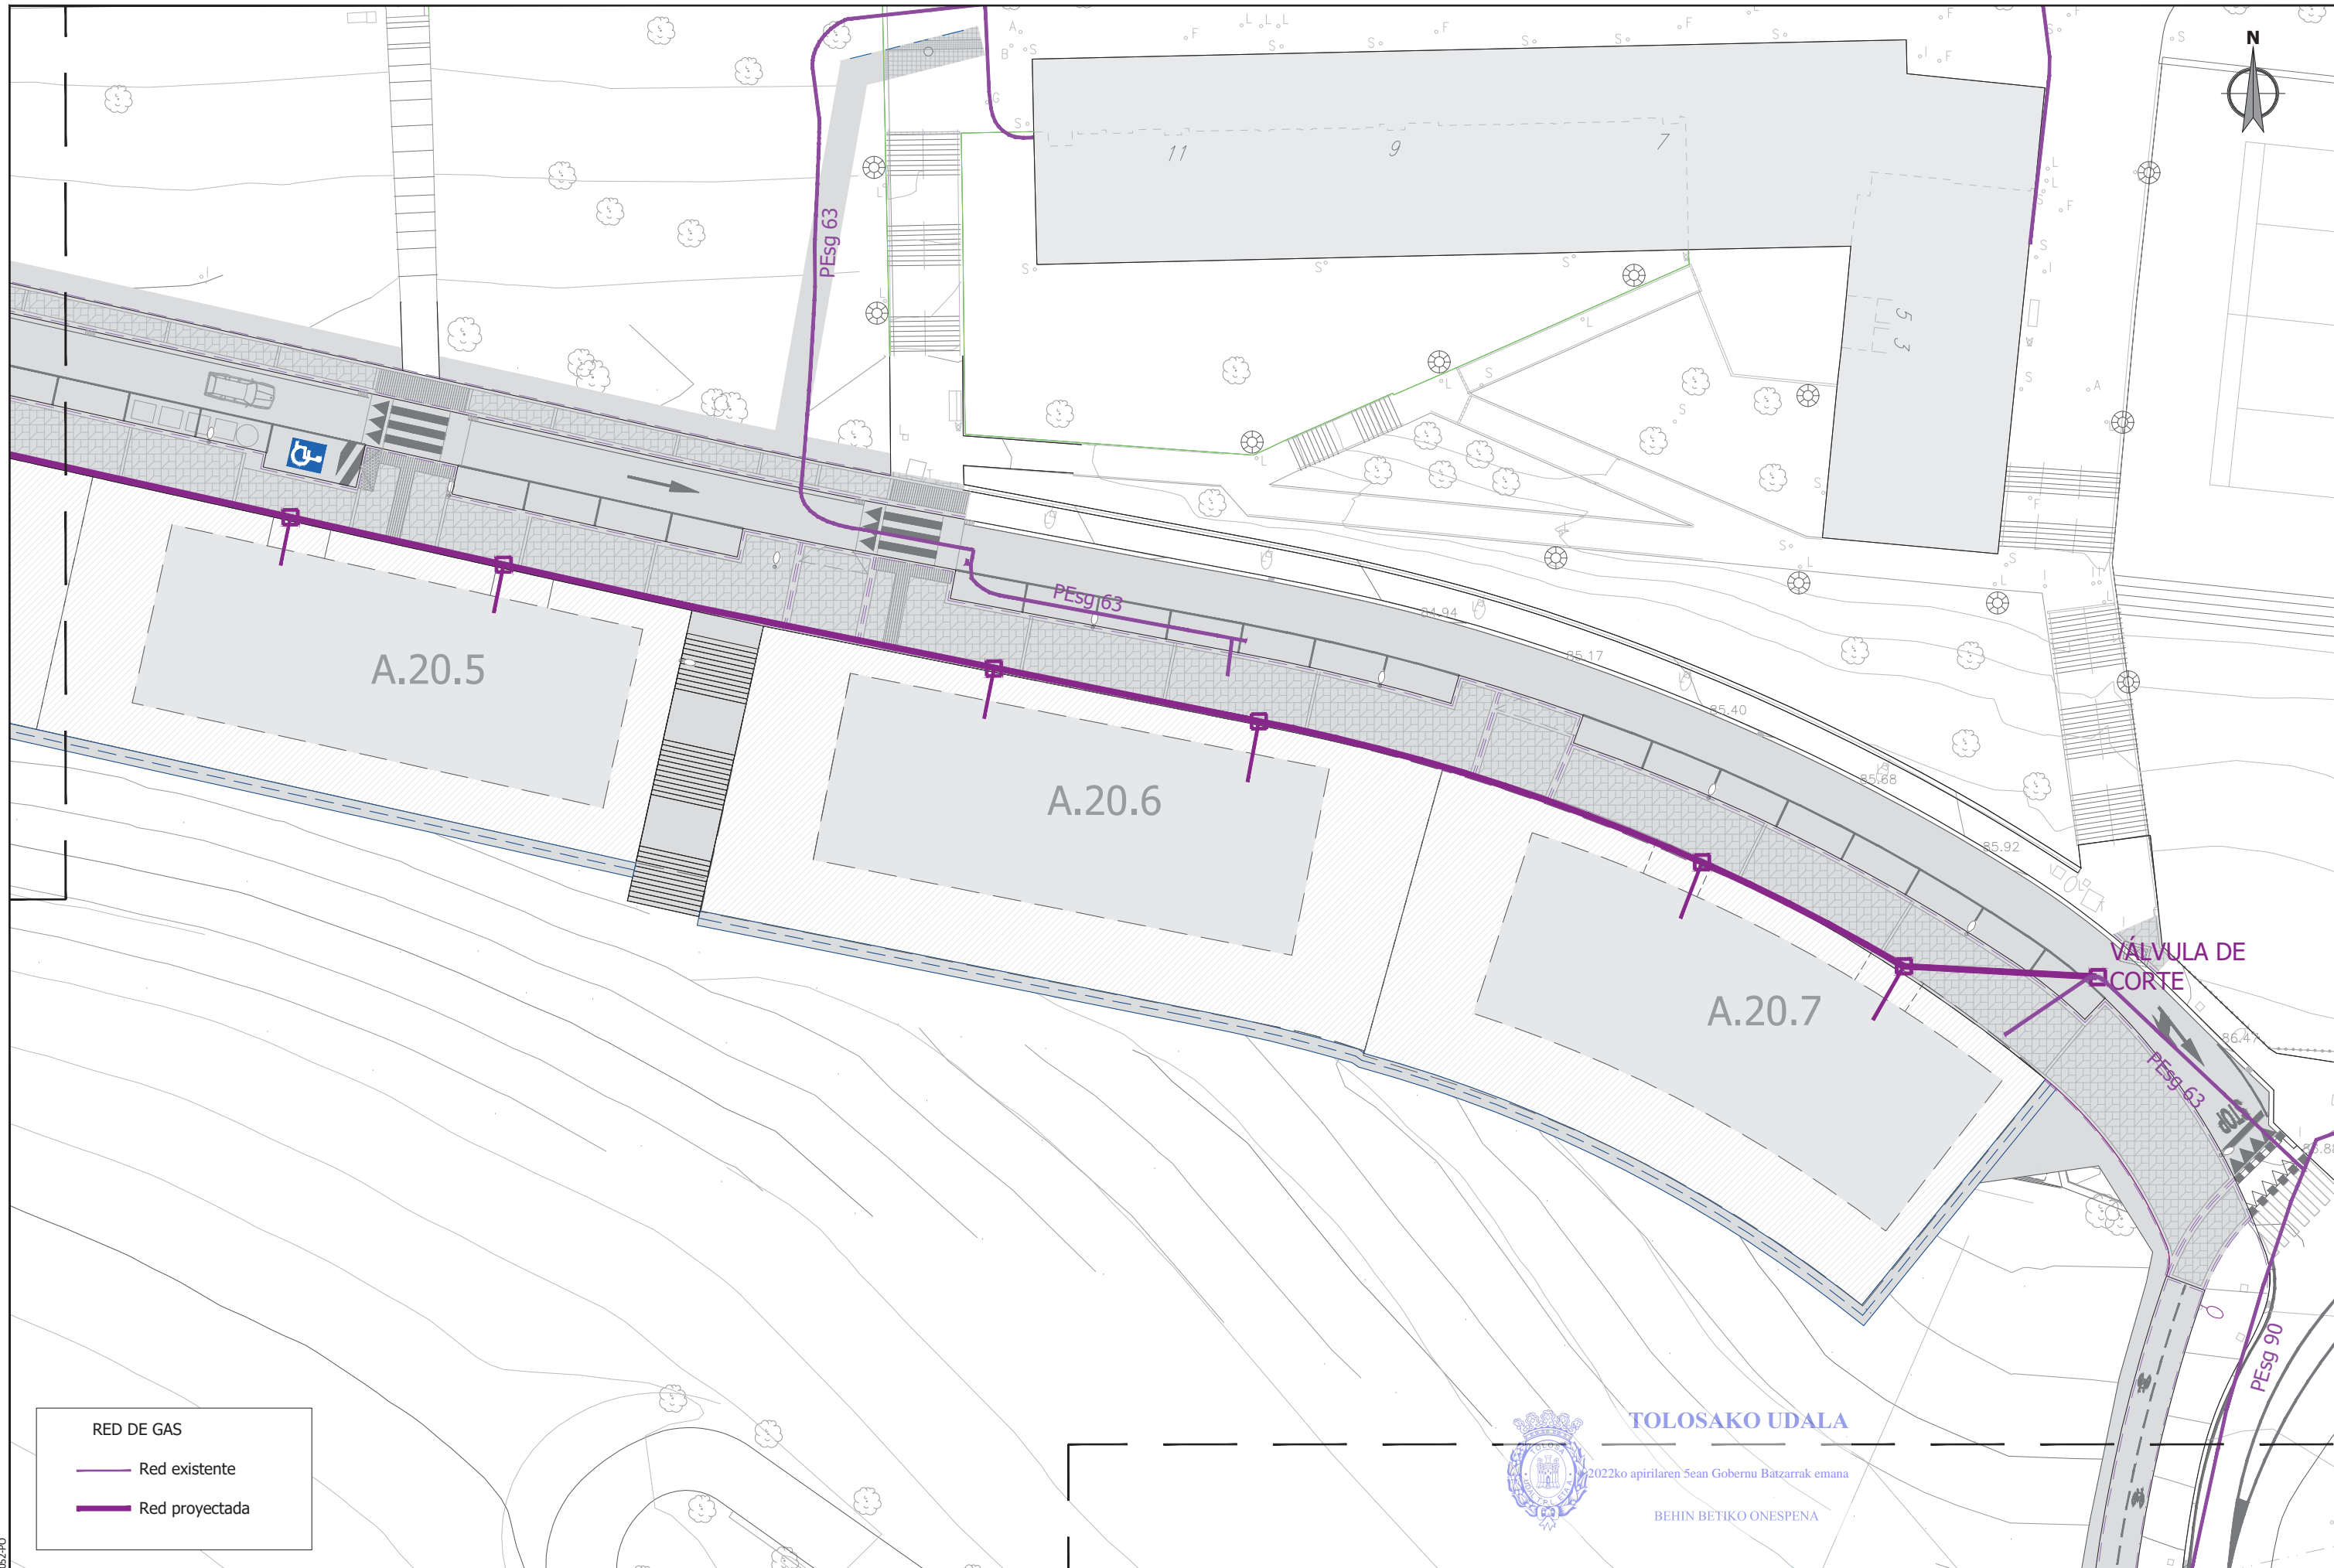 N
11
9
7
5
3
PEsg 63
PEsg 63
84.94
85.17
85.40
85.68
85.92
A.20.5
A.20.6
A.20.7
VÁLVULA DE
CORTE
86.47
PEsg 63
STOP
PEsg 90
RED DE GAS
Red existente
Red proyectada
TOLOSAKO UDALA
2022ko apirilaren 5ean Gobernu Batzarrak emana
BEHIN BETIKO ONESPENA